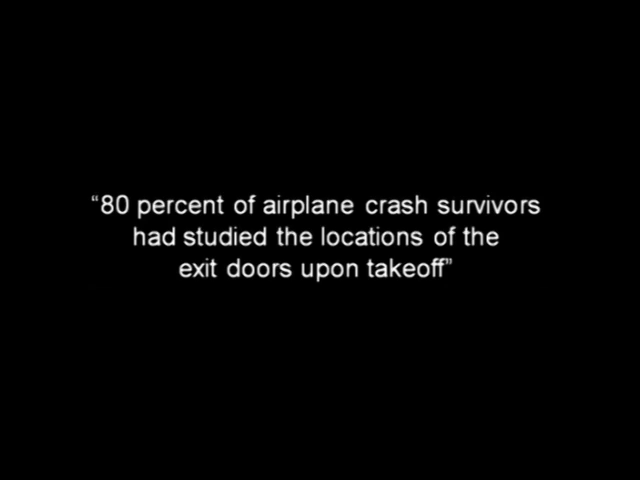 “80 percent of airplane crash survivors
had studied the locations of the
exit doors upon takeoff”